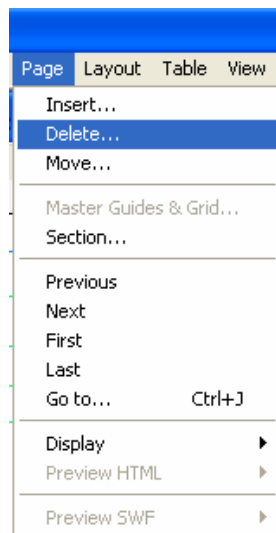 Page Layout Table View
Insert...
Delete...
Move...
Master Guides & Grid...
Section...
Previous
Next
First
Last
Go to... Ctrl+J
Display
Preview HTML
Preview SWF